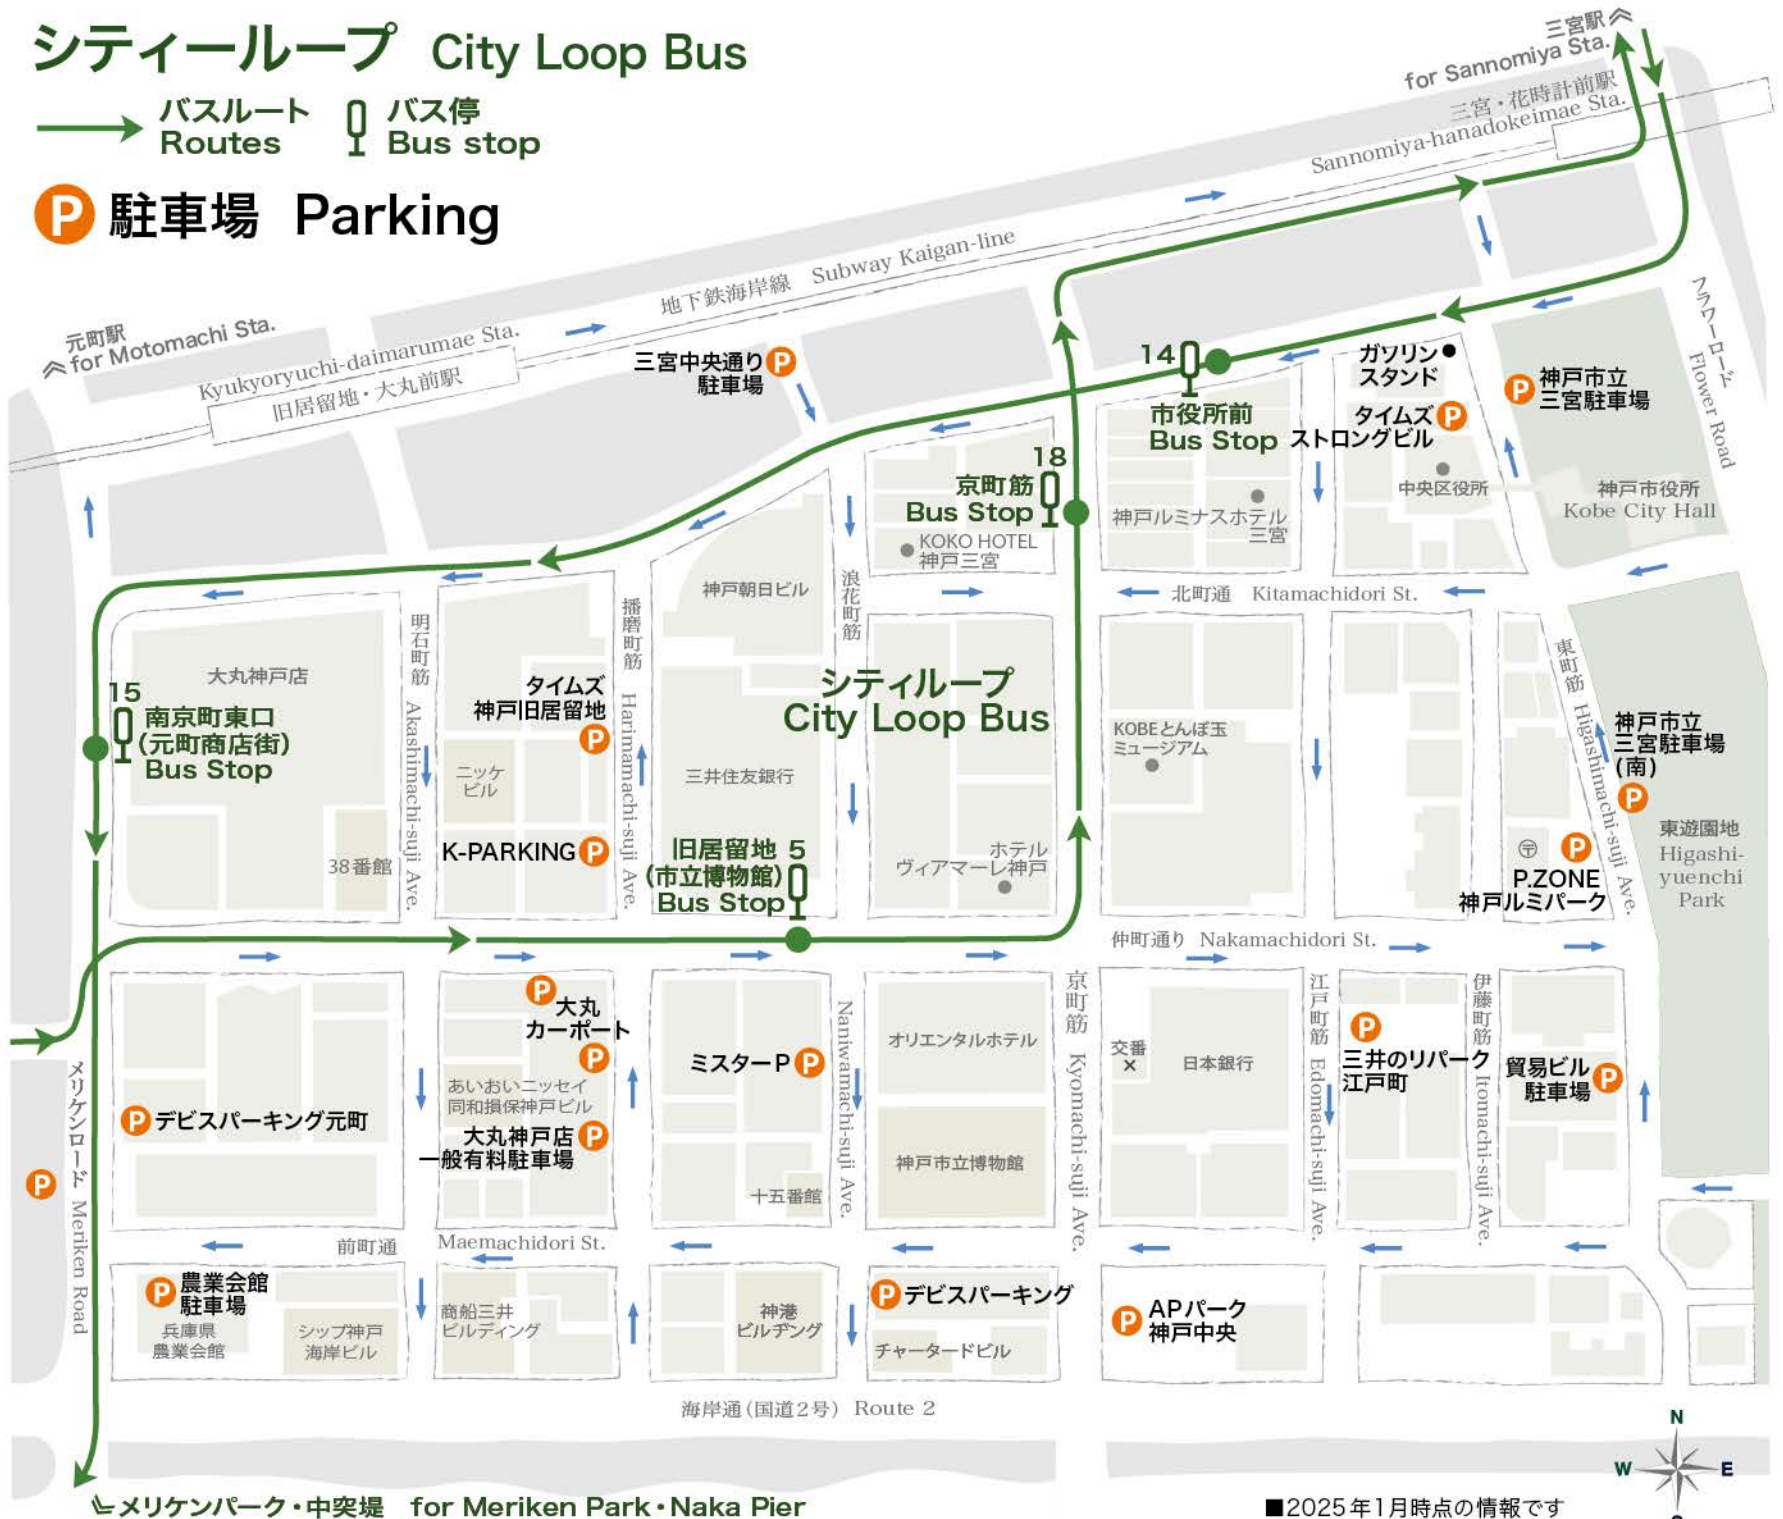 シティーループ City Loop Bus
バスルート
Routes
バス停
Bus stop
P 駐車場 Parking
三宮駅
for Sannomiya Sta.
三宮・花時計前駅
Sannomiya-hanadokeimae Sta.
地下鉄海岸線 Subway Kaigan-line
元町駅
for Motomachi Sta.
Kyukyoryuchi-daimarumae Sta.
旧居留地・大丸前駅
三宮中央通り P
駐車場
14
市役所前
Bus Stop
ガソリン
スタンド
タイムズ P
ストロングビル
P 神戸市立
三宮駐車場
フラワーロード
Flower Road
18
京町筋
Bus Stop
KOKO HOTEL
神戸三宮
神戸ルミナスホテル
三宮
中央区役所
神戸市役所
Kobe City Hall
北町通 Kitamachidori St.
神戸朝日ビル
浪花町筋
播磨町筋
Harimamachi-suji Ave.
明石町筋
Akashimachi-suji Ave.
大丸神戸店
15
南京町東口
(元町商店街)
Bus Stop
タイムズ
神戸旧居留地
P
ニッケ
ビル
三井住友銀行
シティループ
City Loop Bus
KOBEとんぼ玉
ミュージアム
東町筋
Higashimachi-suji Ave.
神戸市立
三宮駐車場
(南)
P
38番館
K-PARKING P
旧居留地 5
(市立博物館)
Bus Stop
ホテル
ヴィアマーレ神戸
〒 P
P.ZONE
神戸ルミパーク
東遊園地
Higashi-
yuenchi
Park
仲町通り Nakamachidori St.
P
大丸
カーポート
P
あいおいニッセイ
同和損保神戸ビル
大丸神戸店 P
一般有料駐車場
ミスターP P
十五番館
Naniwamachi-suji Ave.
オリエンタルホテル
神戸市立博物館
京町筋
Kyomachi-suji Ave.
交番
×
日本銀行
江戸町筋
Edomachi-suji Ave.
P
三井のリパーク
江戸町
伊藤町筋
Itomachi-suji Ave.
貿易ビル P
駐車場
P デビスパーキング元町
P
メリケンロード
Meriken Road
前町通 Maemachidori St.
P 農業会館
駐車場
兵庫県
農業会館
シップ神戸
海岸ビル
商船三井
ビルディング
神港
ビルヂング
P デビスパーキング
チャータードビル
P APパーク
神戸中央
海岸通(国道2号) Route 2
メリケンパーク・中突堤 for Meriken Park・Naka Pier
■2025年1月時点の情報です
N
W
E